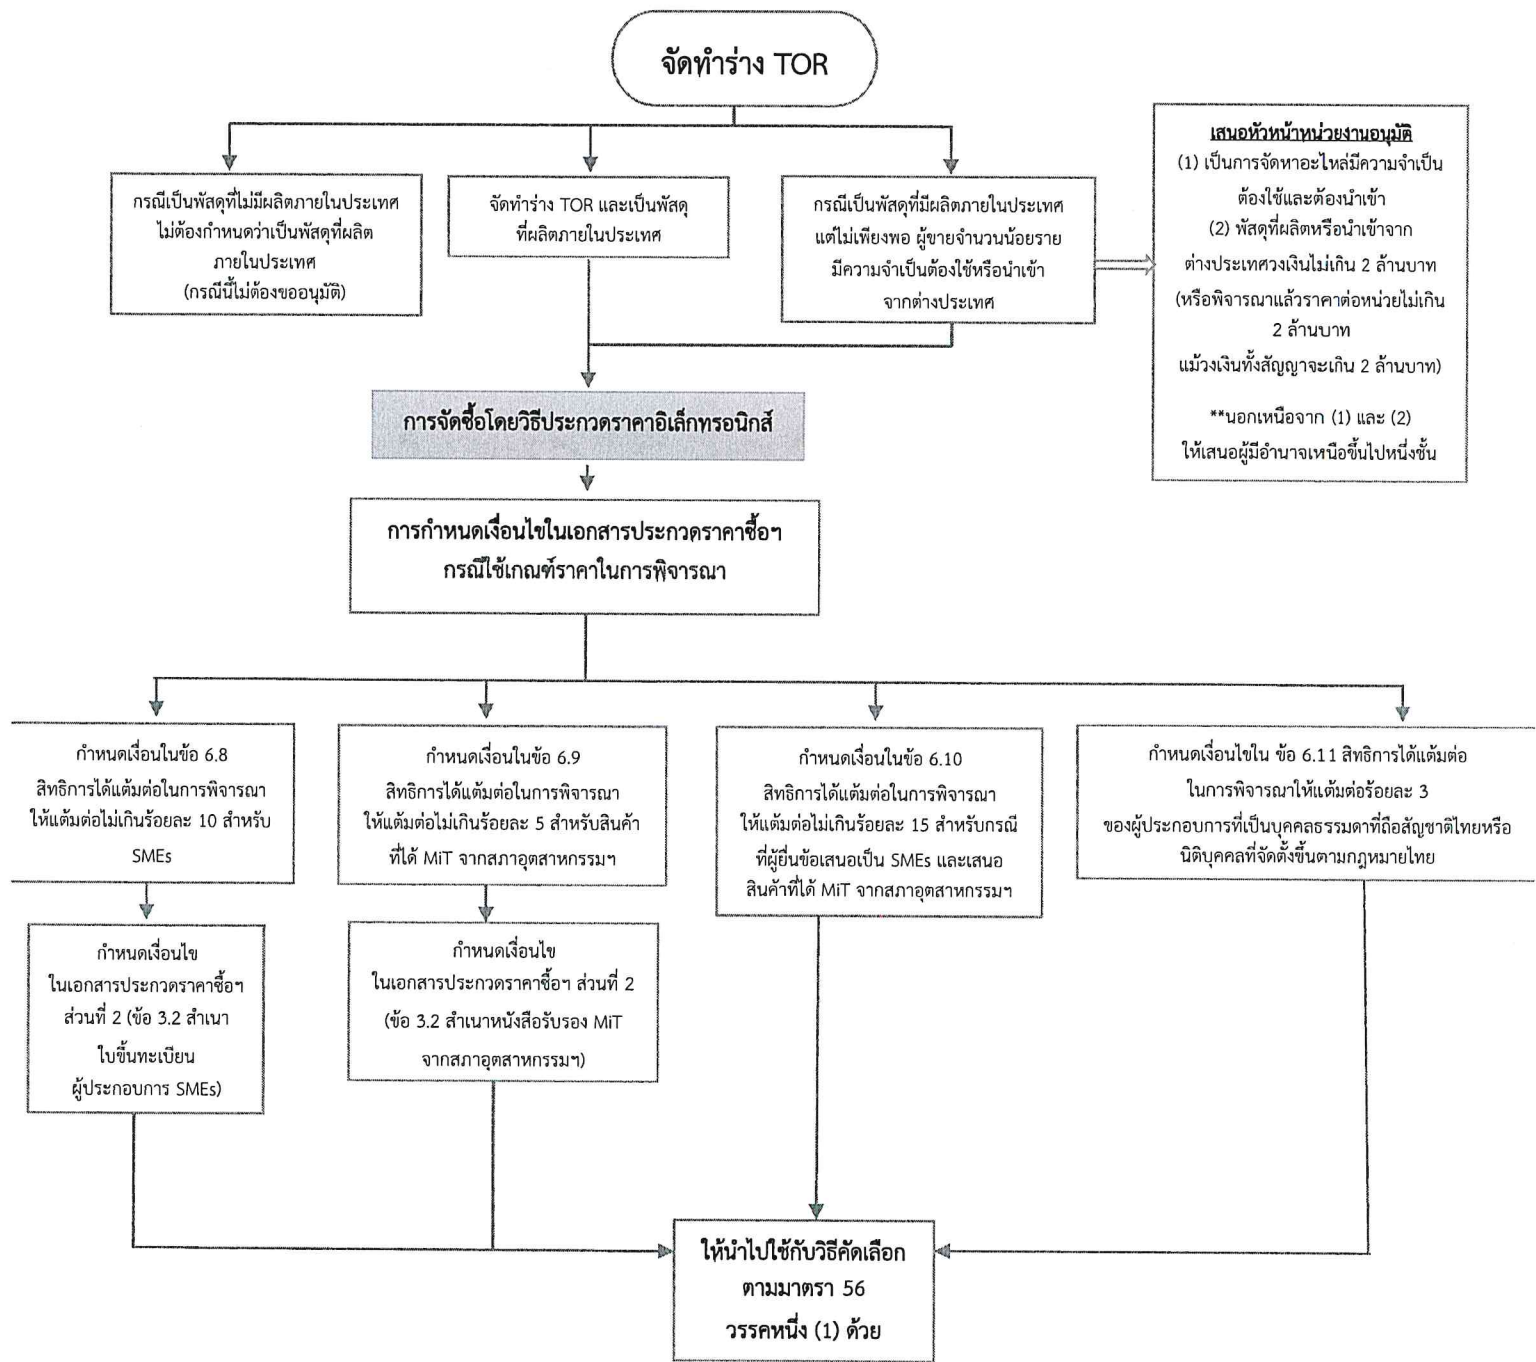 จัดทำร่าง TOR
กรณีเป็นพัสดุที่ไม่มีผลิตภายในประเทศ
ไม่ต้องกำหนดว่าเป็นพัสดุที่ผลิต
ภายในประเทศ
(กรณีนี้ไม่ต้องขออนุมัติ)
จัดทำร่าง TOR และเป็นพัสดุ
ที่ผลิตภายในประเทศ
กรณีเป็นพัสดุที่มีผลิตภายในประเทศ
แต่ไม่เพียงพอ ผู้ขายจำนวนน้อยราย
มีความจำเป็นต้องใช้หรือนำเข้า
จากต่างประเทศ
เสนอหัวหน้าหน่วยงานอนุมัติ
(1) เป็นการจัดหาอะไหล่มีความจำเป็น
ต้องใช้และต้องนำเข้า
(2) พัสดุที่ผลิตหรือนำเข้าจาก
ต่างประเทศวงเงินไม่เกิน 2 ล้านบาท
(หรือพิจารณาแล้วราคาต่อหน่วยไม่เกิน
2 ล้านบาท
แม้วงเงินทั้งสัญญาจะเกิน 2 ล้านบาท)
**นอกเหนือจาก (1) และ (2)
ให้เสนอผู้มีอำนาจเหนือขึ้นไปหนึ่งชั้น
การจัดซื้อโดยวิธีประกวดราคาอิเล็กทรอนิกส์
การกำหนดเงื่อนไขในเอกสารประกวดราคาซื้อฯ
กรณีใช้เกณฑ์ราคาในการพิจารณา
กำหนดเงื่อนในข้อ 6.8
สิทธิการได้แต้มต่อในการพิจารณา
ให้แต้มต่อไม่เกินร้อยละ 10 สำหรับ
SMEs
กำหนดเงื่อนในข้อ 6.9
สิทธิการได้แต้มต่อในการพิจารณา
ให้แต้มต่อไม่เกินร้อยละ 5 สำหรับสินค้า
ที่ได้ MiT จากสภาอุตสาหกรรมฯ
กำหนดเงื่อนในข้อ 6.10
สิทธิการได้แต้มต่อในการพิจารณา
ให้แต้มต่อไม่เกินร้อยละ 15 สำหรับกรณี
ที่ผู้ยื่นข้อเสนอเป็น SMEs และเสนอ
สินค้าที่ได้ MiT จากสภาอุตสาหกรรมฯ
กำหนดเงื่อนไขใน ข้อ 6.11 สิทธิการได้แต้มต่อ
ในการพิจารณาให้แต้มต่อร้อยละ 3
ของผู้ประกอบการที่เป็นบุคคลธรรมดาที่ถือสัญชาติไทยหรือ
นิติบุคคลที่จัดตั้งขึ้นตามกฎหมายไทย
กำหนดเงื่อนไข
ในเอกสารประกวดราคาซื้อฯ
ส่วนที่ 2 (ข้อ 3.2 สำเนา
ใบขึ้นทะเบียน
ผู้ประกอบการ SMEs)
กำหนดเงื่อนไข
ในเอกสารประกวดราคาซื้อฯ ส่วนที่ 2
(ข้อ 3.2 สำเนาหนังสือรับรอง MiT
จากสภาอุตสาหกรรมฯ)
ให้นำไปใช้กับวิธีคัดเลือก
ตามมาตรา 56
วรรคหนึ่ง (1) ด้วย